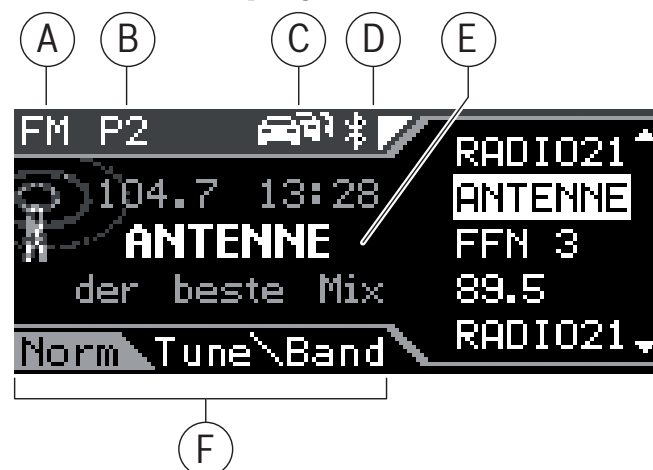 A B C D E
FM P2
104.7 13:28
ANTENNE
der beste Mix
Norm Tune Band
RADIO21
ANTENNE
FFN 3
89.5
RADIO21
F